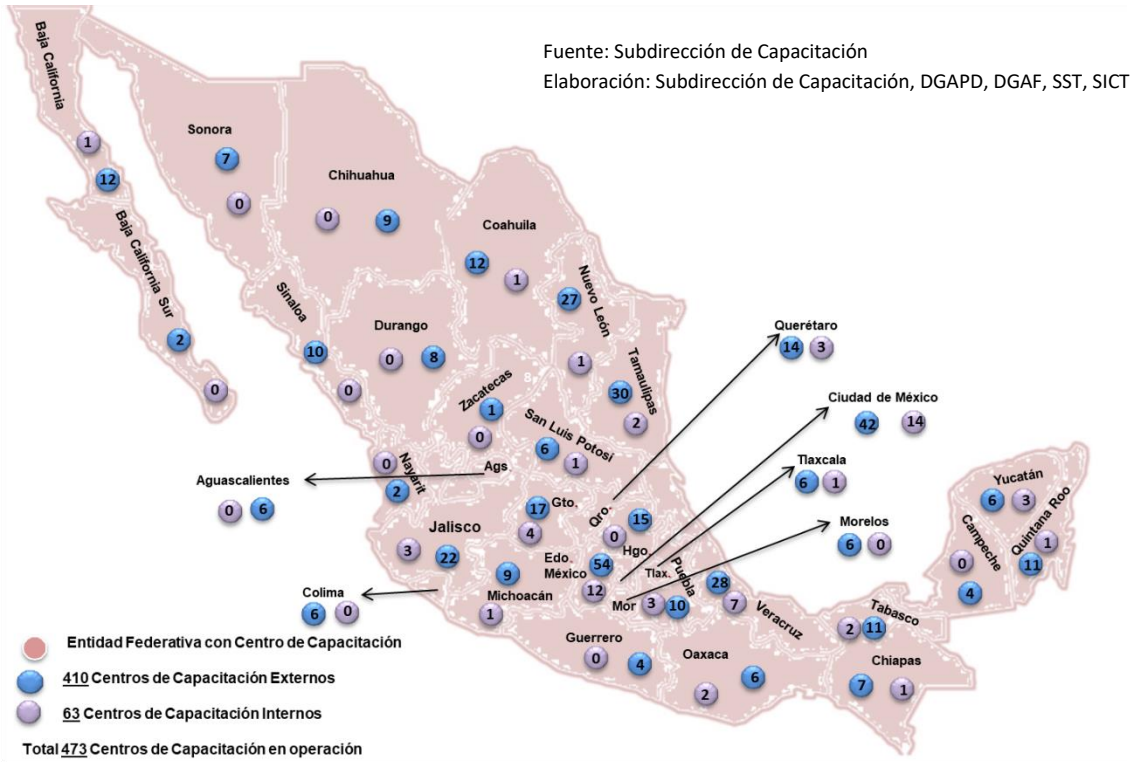 Fuente: Subdirección de Capacitación
Elaboración: Subdirección de Capacitación, DGAPD, DGAF, SST, SICT
Baja California
1
12
Sonora
7
0
Chihuahua
0
9
Coahuila
12
1
Baja California Sur
2
0
Sinaloa
10
0
Durango
0
8
Nuevo León
27
1
Tamaulipas
30
2
Zacatecas
1
0
San Luis Potosí
6
1
Querétaro
14
3
Ciudad de México
42
14
Tlaxcala
6
1
Morelos
6
0
Nayarit
0
2
Ags
Aguascalientes
0
6
Jalisco
3
22
Gto.
17
4
Qro.
Hgo
15
0
Edo.
México
54
12
Tlax.
Mor
Puebla
3
10
Veracruz
28
7
Michoacán
9
1
Colima
6
0
Guerrero
0
4
Oaxaca
6
2
Tabasco
2
11
Chiapas
7
1
Campeche
0
4
Yucatán
6
3
Quintana Roo
1
11
Entidad Federativa con Centro de Capacitación
410 Centros de Capacitación Externos
63 Centros de Capacitación Internos
Total 473 Centros de Capacitación en operación